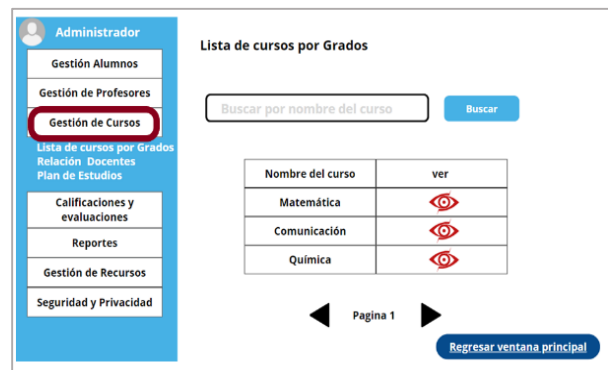 Administrador
Gestión Alumnos
Gestión de Profesores
Gestión de Cursos
Lista de cursos por Grados
Relación Docentes
Plan de Estudios
Calificaciones y
evaluaciones
Reportes
Gestión de Recursos
Seguridad y Privacidad
Lista de cursos por Grados
Buscar por nombre del curso
Buscar
Nombre del curso ver
Matemática
Comunicación
Química
Pagina 1
Regresar ventana principal